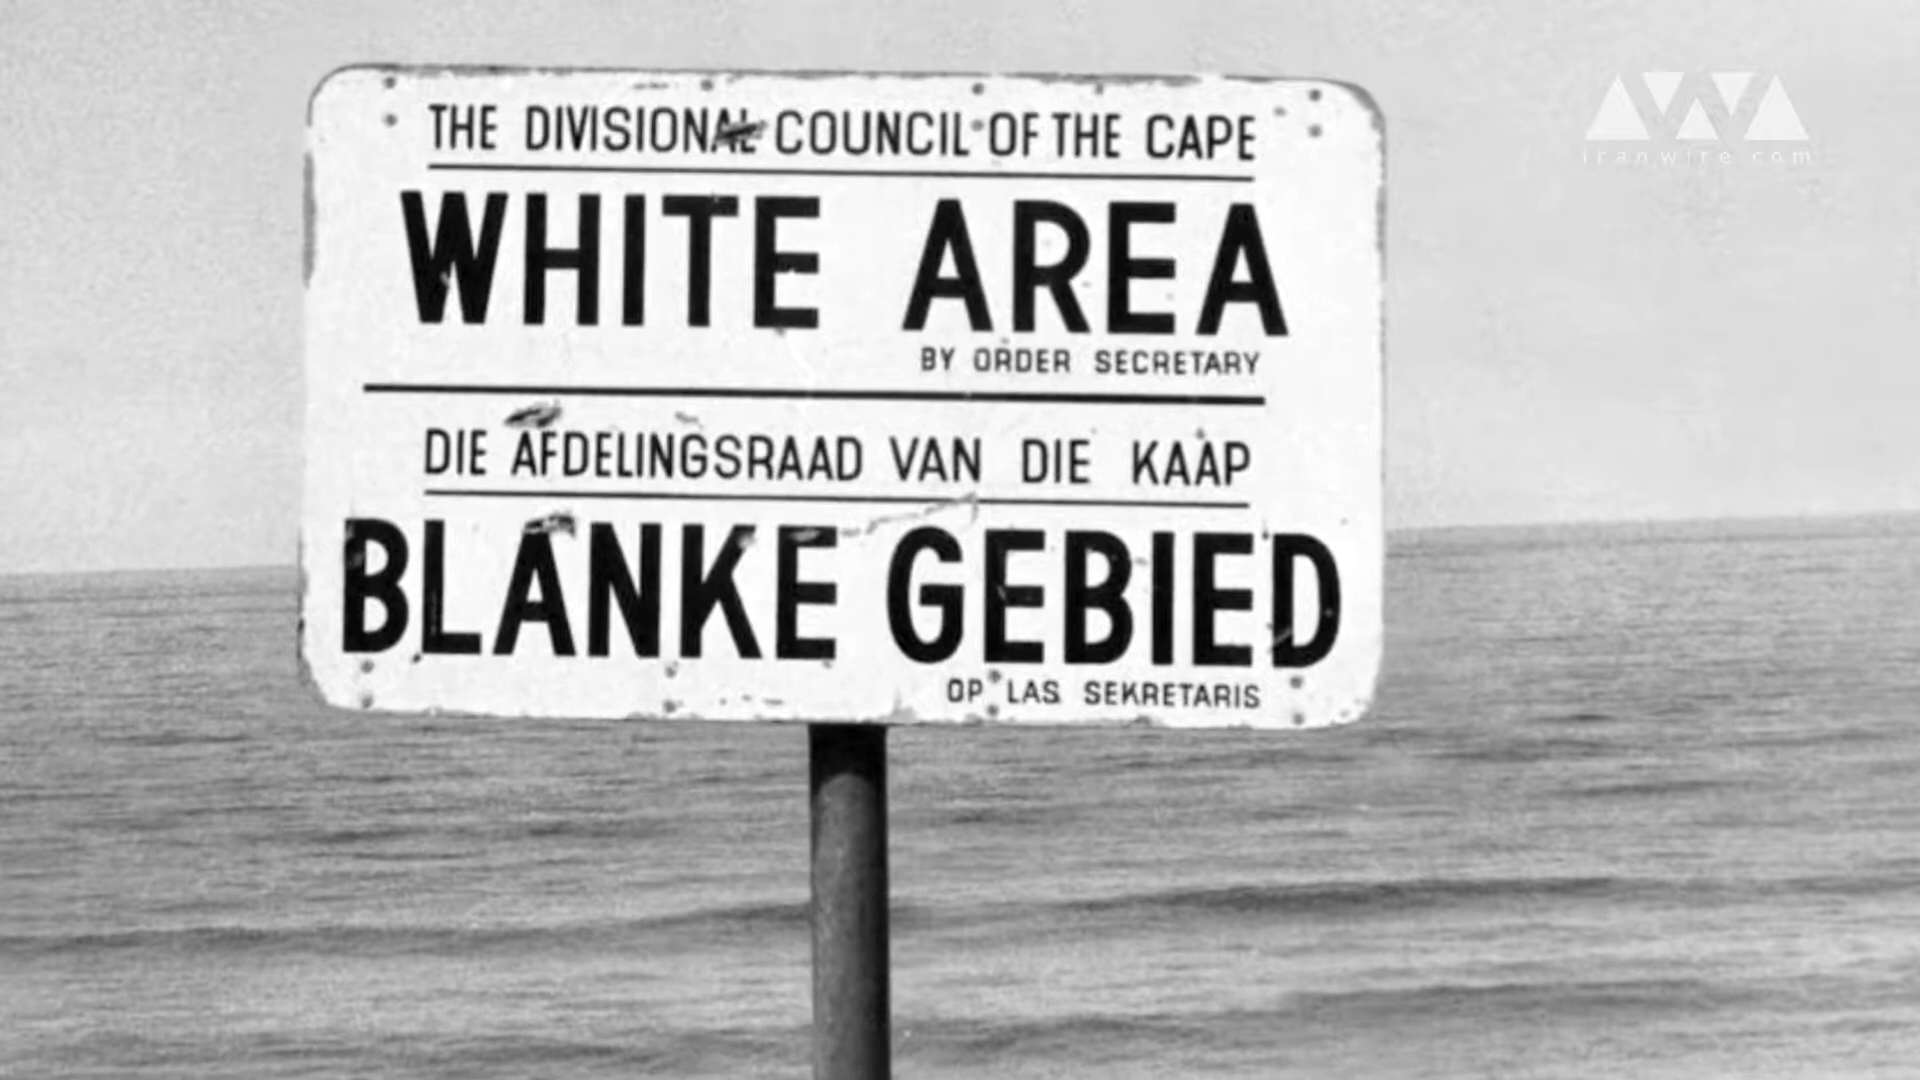 THE DIVISIONAL COUNCIL OF THE CAPE
WHITE AREA
BY ORDER SECRETARY
DIE AFDELINGSRAAD VAN DIE KAAP
BLANKE GEBIED
OP LAS SEKRETARIS
iranwire.com